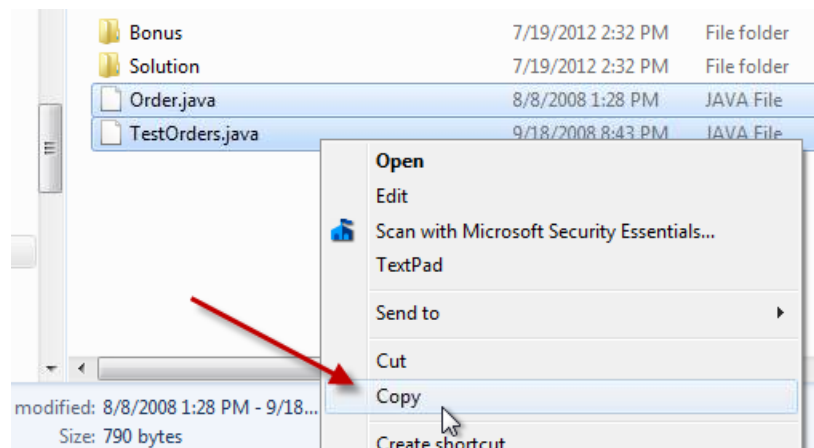 Bonus 7/19/2012 2:32 PM File folder
Solution 7/19/2012 2:32 PM File folder
Order.java 8/8/2008 1:28 PM JAVA File
TestOrders.java 9/18/2008 8:43 PM JAVA File
Open
Edit
Scan with Microsoft Security Essentials...
TextPad
Send to
Cut
Copy
Create shortcut
modified: 8/8/2008 1:28 PM - 9/18...
Size: 790 bytes